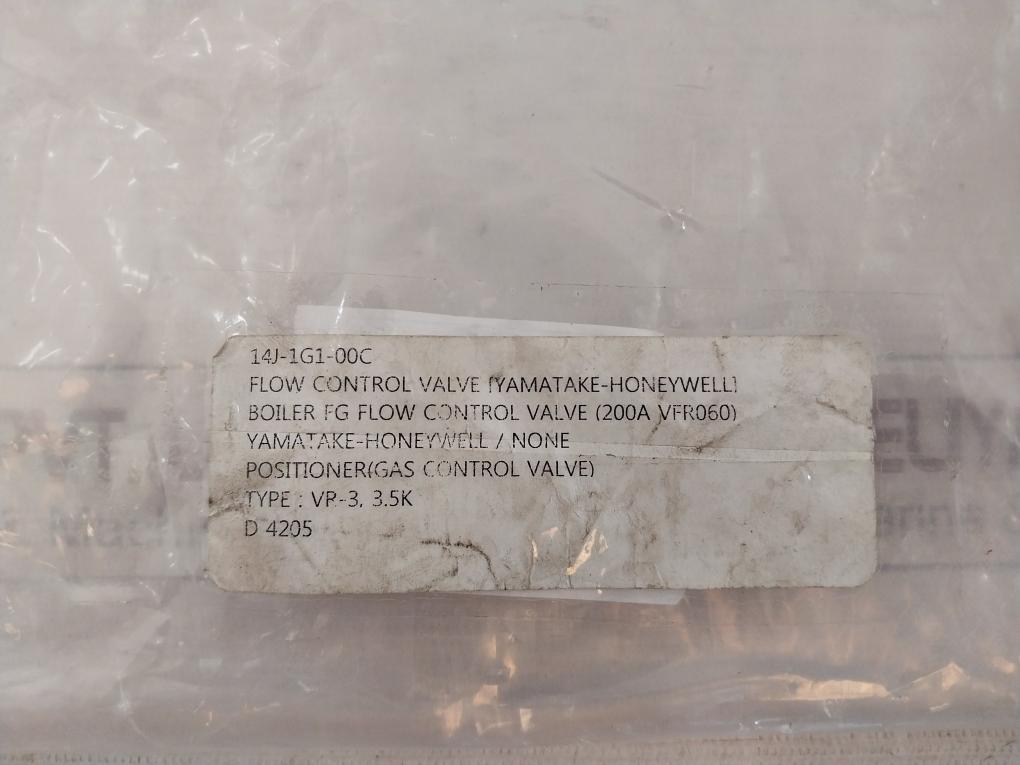 14J-1G1-00C
FLOW CONTROL VALVE [YAMATAKE-HONEYWELL]
BOILER FG FLOW CONTROL VALVE (200A VFR060)
YAMATAKE-HONEYWELL / NONE
POSITIONER(GAS CONTROL VALVE)
TYPE : VR-3, 3.5K
D 4205